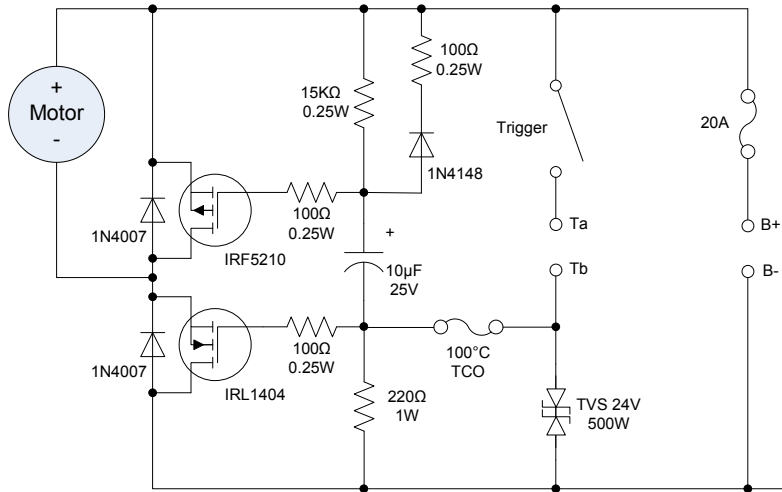 +
Motor
-
15KΩ
0.25W
100Ω
0.25W
Trigger
20A
1N4148
1N4007
IRF5210
100Ω
0.25W
+
10µF
25V
Ta
Tb
B+
B-
1N4007
IRL1404
100Ω
0.25W
100°C
TCO
220Ω
1W
TVS 24V
500W